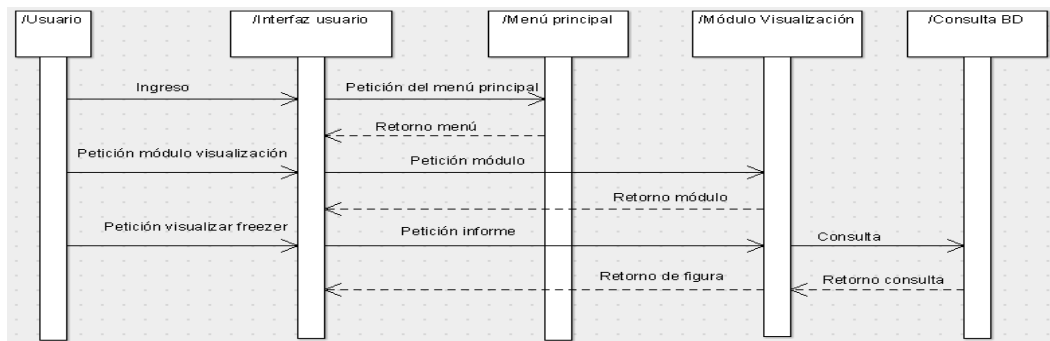 /Usuario
/Interfaz usuario
/Menú principal
/Módulo Visualización
/Consulta BD
Ingreso
Petición del menú principal
Retorno menú
Petición módulo visualización
Petición módulo
Retorno módulo
Petición visualizar freezer
Petición informe
Consulta
Retorno de figura
Retorno consulta